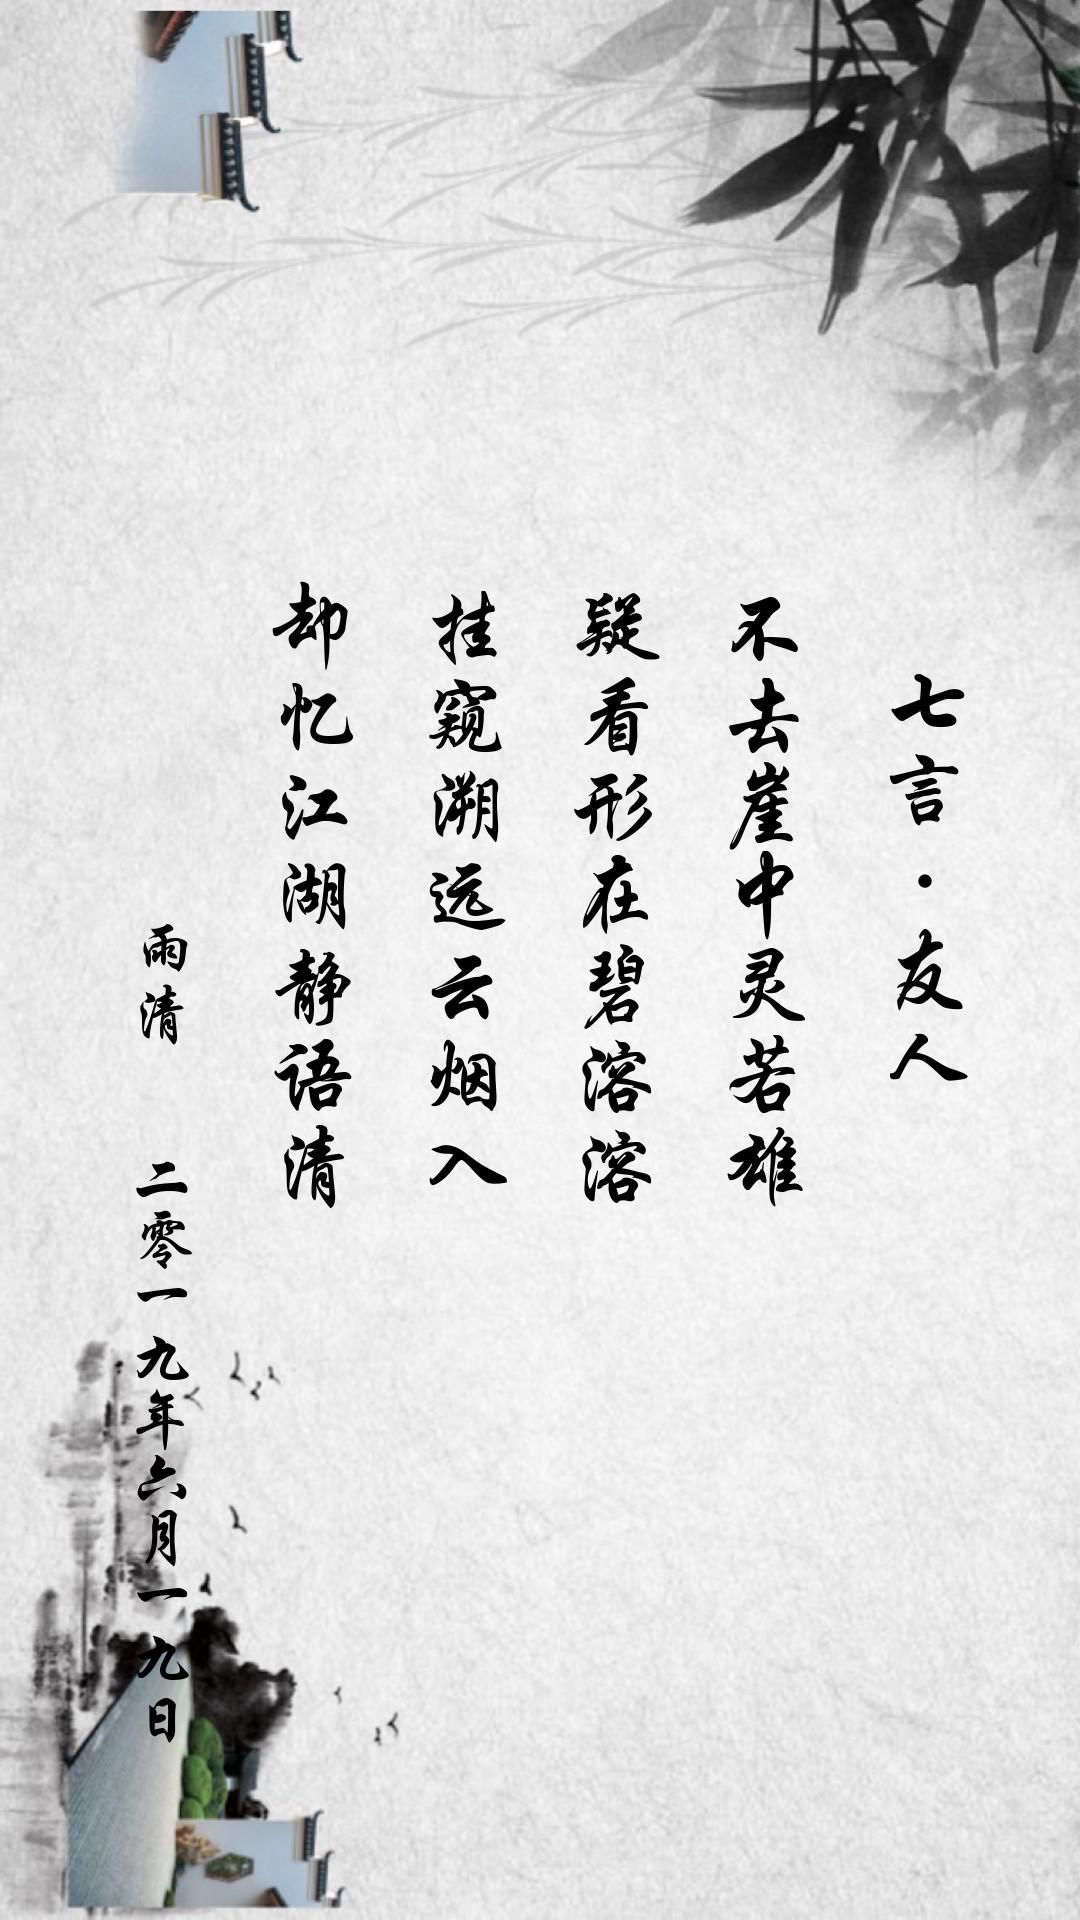 七言·友人
不去崖中灵若雄
疑看形在碧溶溶
挂窥溯远云烟入
却忆江湖静语清
雨清
二零一九年六月一九日